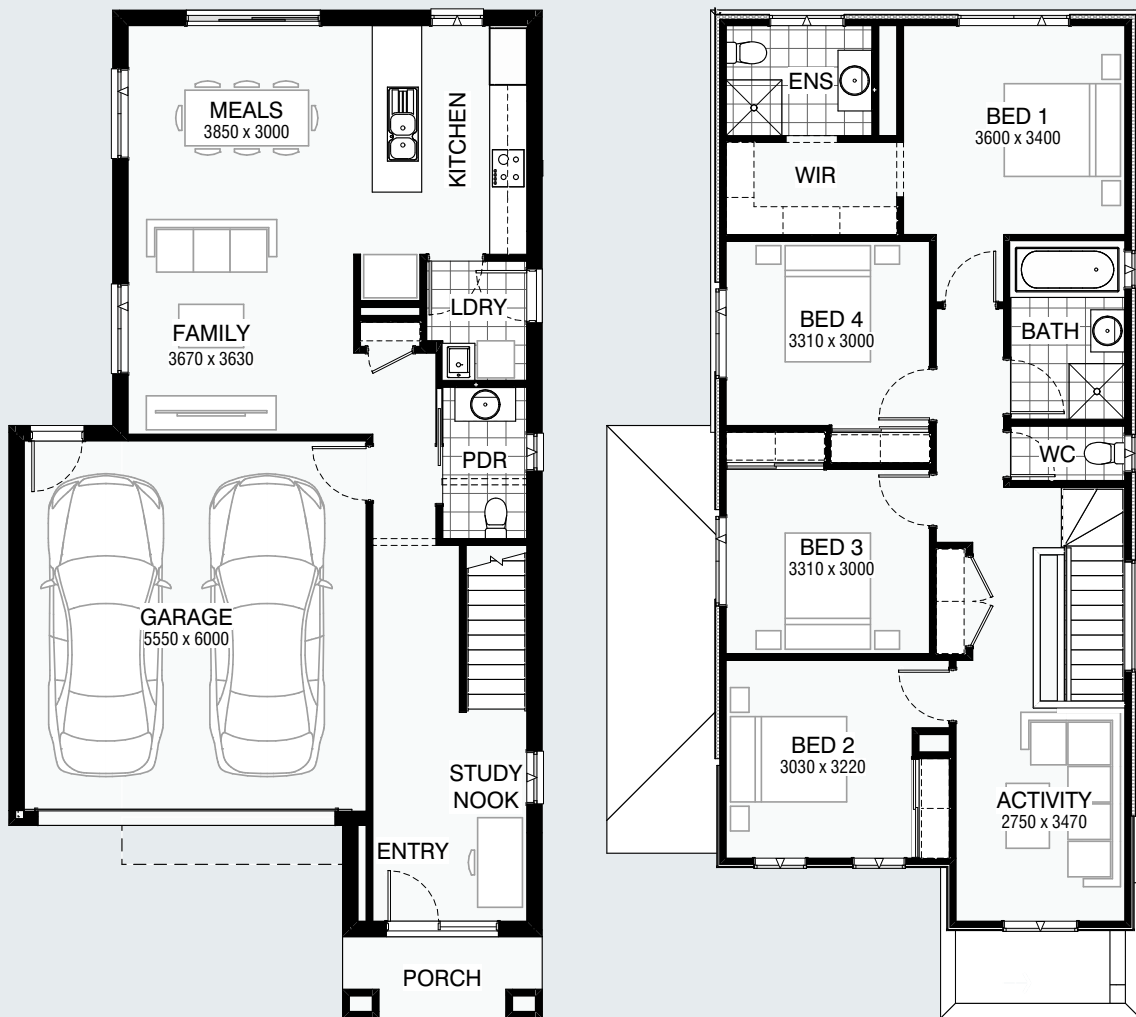 MEALS
3850 x 3000
KITCHEN
LDRY
FAMILY
3670 x 3630
PDR
GARAGE
5550 x 6000
STUDY
NOOK
ENTRY
PORCH
ENS
BED 1
3600 x 3400
WIR
BED 4
3310 x 3000
BATH
WC
BED 3
3310 x 3000
BED 2
3030 x 3220
ACTIVITY
2750 x 3470